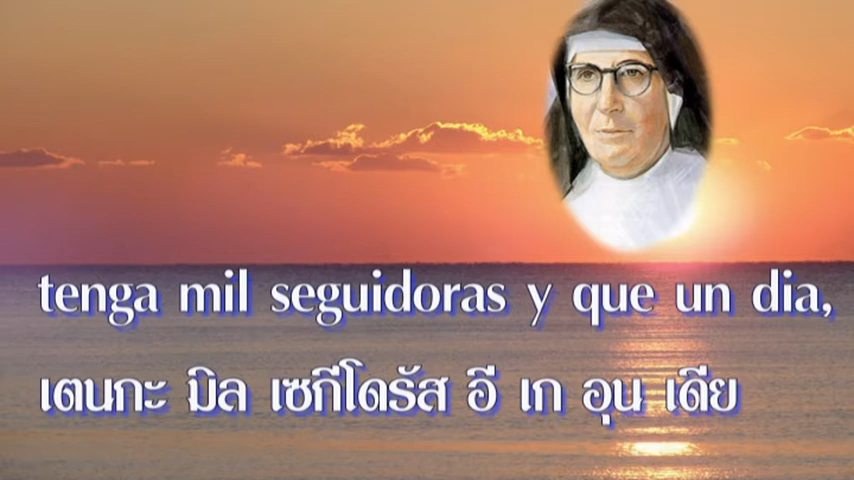 tenga mil seguidoras y que un dia,
เตนกะ มิล เซกีโดรัส อี เก อุน เดีย